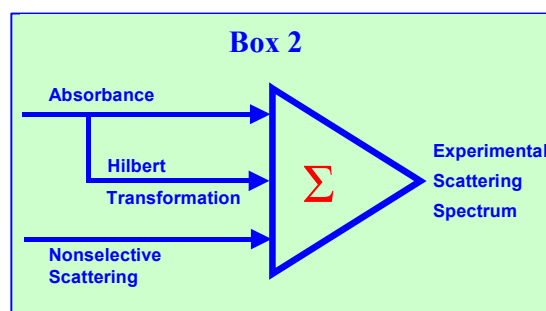 Box 2
Absorbance
Hilbert
Transformation
Σ
Experimental
Scattering
Spectrum
Nonselective
Scattering